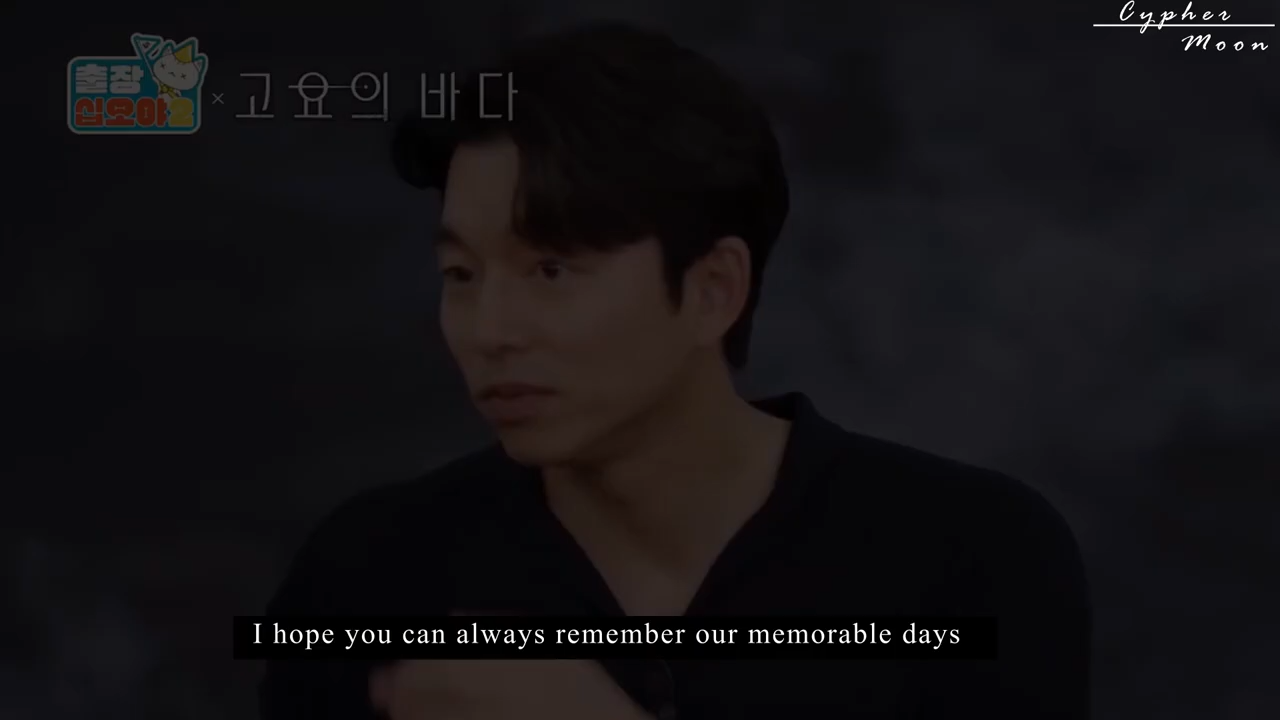 Cypher
Moon
출장
십오야2
× 고요의 바다
I hope you can always remember our memorable days